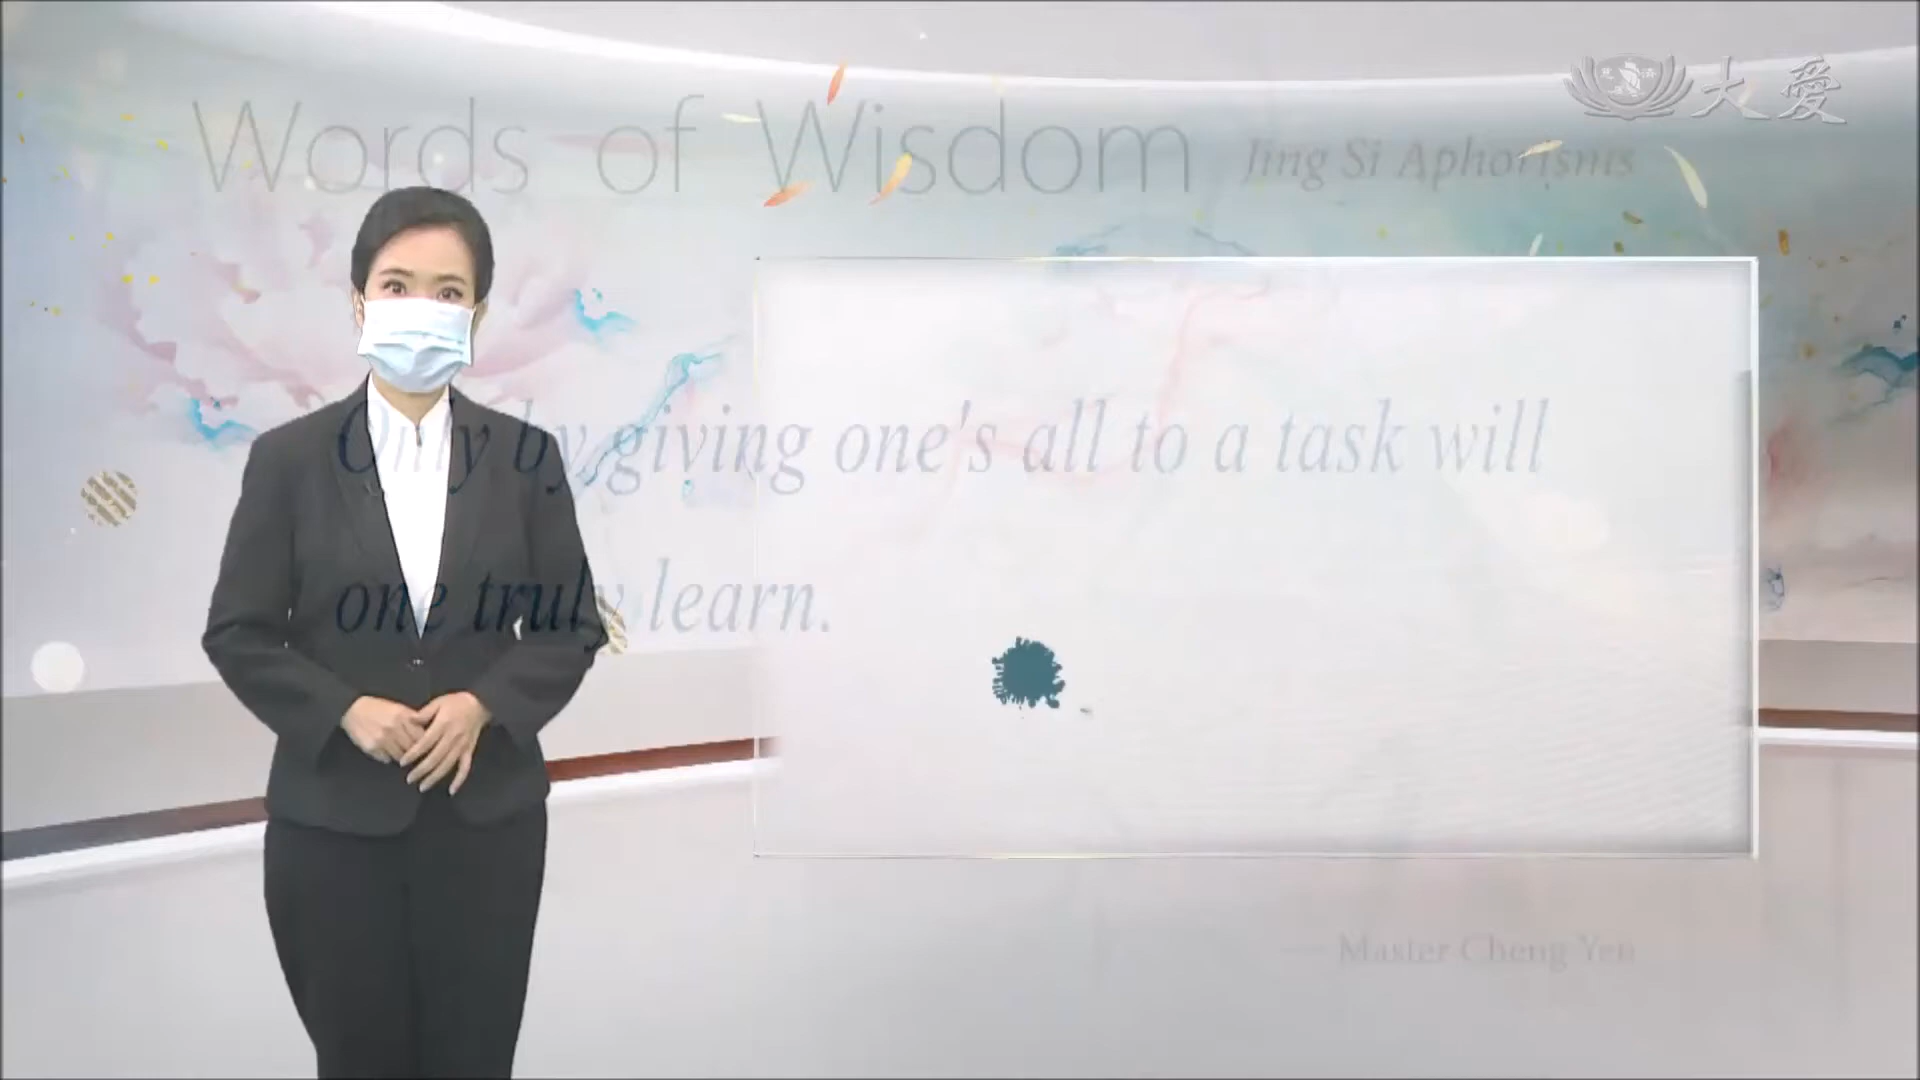 大愛
Words of Wisdom Jing Si Aphorisms
Only by giving one's all to a task will
one truly learn.
— Master Cheng Yen